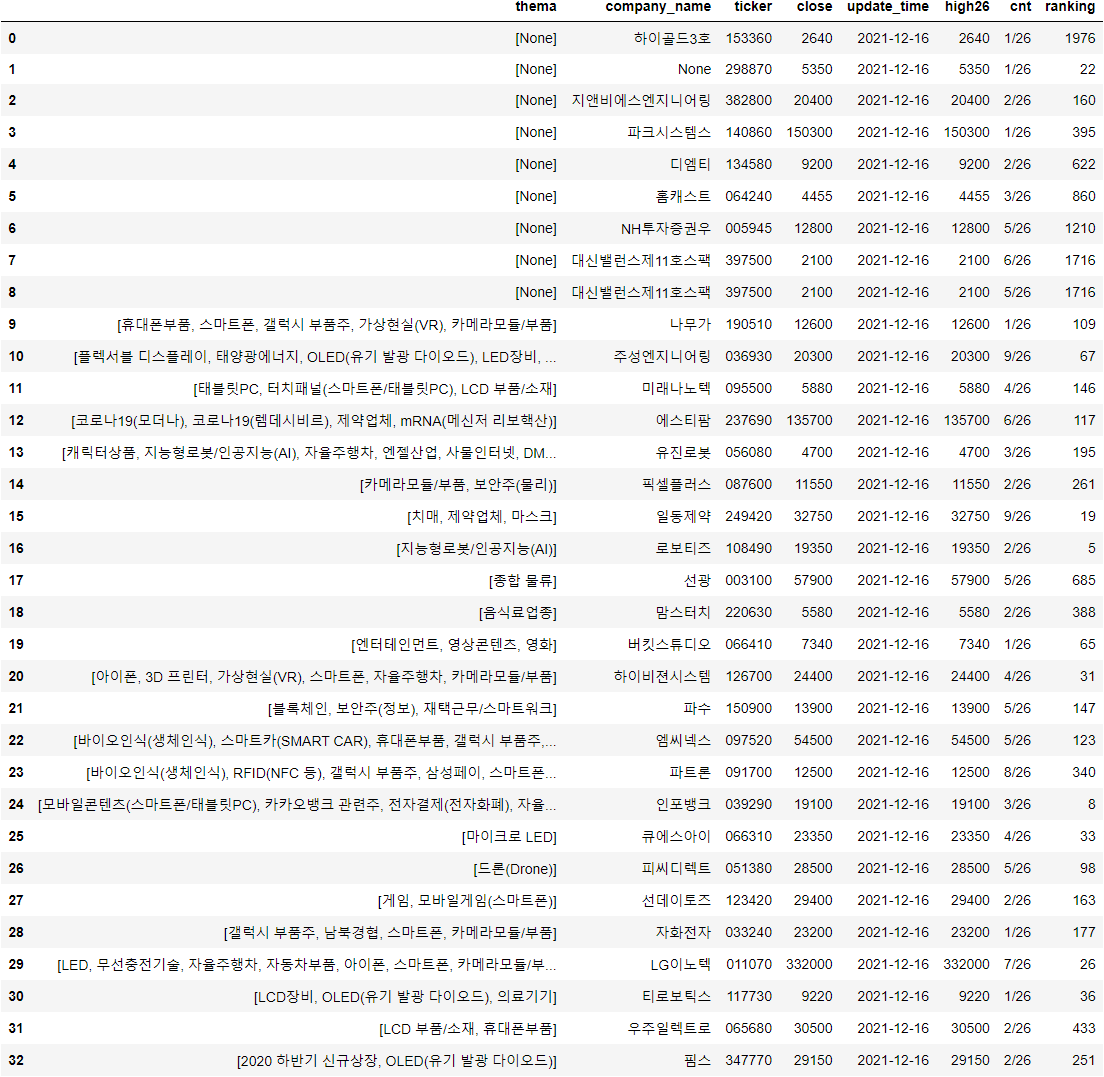 thema company_name ticker close update_time high26 cnt ranking
0 [None] 하이골드3호 153360 2640 2021-12-16 2640 1/26 1976
1 [None] None 298870 5350 2021-12-16 5350 1/26 22
2 [None] 지앤비에스엔지니어링 382800 20400 2021-12-16 20400 2/26 160
3 [None] 파크시스템스 140860 150300 2021-12-16 150300 1/26 395
4 [None] 디엠티 134580 9200 2021-12-16 9200 2/26 622
5 [None] 홈캐스트 064240 4455 2021-12-16 4455 3/26 860
6 [None] NH투자증권우 005945 12800 2021-12-16 12800 5/26 1210
7 [None] 대신밸런스제11호스팩 397500 2100 2021-12-16 2100 6/26 1716
8 [None] 대신밸런스제11호스팩 397500 2100 2021-12-16 2100 5/26 1716
9 [휴대폰부품, 스마트폰, 갤럭시 부품주, 가상현실(VR), 카메라모듈/부품] 나무가 190510 12600 2021-12-16 12600 1/26 109
10 [플렉서블 디스플레이, 태양광에너지, OLED(유기 발광 다이오드), LED장비, ... 주성엔지니어링 036930 20300 2021-12-16 20300 9/26 67
11 [태블릿PC, 터치패널(스마트폰/태블릿PC), LCD 부품/소재] 미래나노텍 095500 5880 2021-12-16 5880 4/26 146
12 [코로나19(모더나), 코로나19(렘데시비르), 제약업체, mRNA(메신저 리보핵산)] 에스티팜 237690 135700 2021-12-16 135700 6/26 117
13 [캐릭터상품, 지능형로봇/인공지능(AI), 자율주행차, 엔젤산업, 사물인터넷, DM... 유진로봇 056080 4700 2021-12-16 4700 3/26 195
14 [카메라모듈/부품, 보안주(물리)] 픽셀플러스 087600 11550 2021-12-16 11550 2/26 261
15 [치매, 제약업체, 마스크] 일동제약 249420 32750 2021-12-16 32750 9/26 19
16 [지능형로봇/인공지능(AI)] 로보티즈 108490 19350 2021-12-16 19350 2/26 5
17 [종합 물류] 선광 003100 57900 2021-12-16 57900 5/26 685
18 [음식료업종] 맘스터치 220630 5580 2021-12-16 5580 2/26 388
19 [엔터테인먼트, 영상콘텐츠, 영화] 버킷스튜디오 066410 7340 2021-12-16 7340 1/26 65
20 [아이폰, 3D 프린터, 가상현실(VR), 스마트폰, 자율주행차, 카메라모듈/부품] 하이비젼시스템 126700 24400 2021-12-16 24400 4/26 31
21 [블록체인, 보안주(정보), 재택근무/스마트워크] 파수 150900 13900 2021-12-16 13900 5/26 147
22 [바이오인식(생체인식), 스마트카(SMART CAR), 휴대폰부품, 갤럭시 부품주,... 엠씨넥스 097520 54500 2021-12-16 54500 5/26 123
23 [바이오인식(생체인식), RFID(NFC 등), 갤럭시 부품주, 삼성페이, 스마트폰... 파트론 091700 12500 2021-12-16 12500 8/26 340
24 [모바일콘텐츠(스마트폰/태블릿PC), 카카오뱅크 관련주, 전자결제(전자화폐), 자율... 인포뱅크 039290 19100 2021-12-16 19100 3/26 8
25 [마이크로 LED] 큐에스아이 066310 23350 2021-12-16 23350 4/26 33
26 [드론(Drone)] 피씨디렉트 051380 28500 2021-12-16 28500 5/26 98
27 [게임, 모바일게임(스마트폰)] 선데이토즈 123420 29400 2021-12-16 29400 2/26 163
28 [갤럭시 부품주, 남북경협, 스마트폰, 카메라모듈/부품] 자화전자 033240 23200 2021-12-16 23200 1/26 177
29 [LED, 무선충전기술, 자율주행차, 자동차부품, 아이폰, 스마트폰, 카메라모듈/부... LG이노텍 011070 332000 2021-12-16 332000 7/26 26
30 [LCD장비, OLED(유기 발광 다이오드), 의료기기] 티로보틱스 117730 9220 2021-12-16 9220 1/26 36
31 [LCD 부품/소재, 휴대폰부품] 우주일렉트로 065680 30500 2021-12-16 30500 2/26 433
32 [2020 하반기 신규상장, OLED(유기 발광 다이오드)] 핌스 347770 29150 2021-12-16 29150 2/26 251